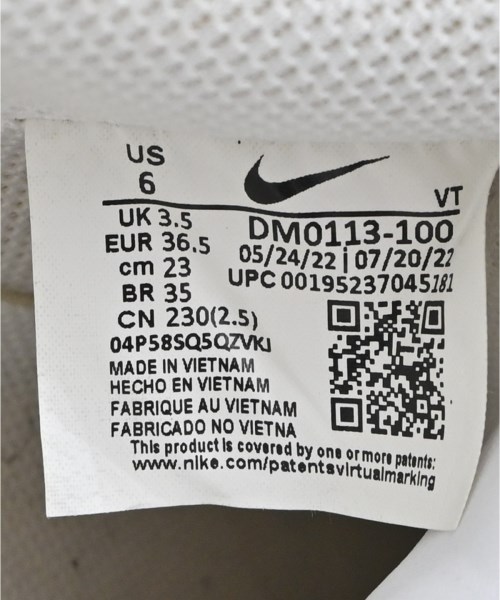 US
6
VT
UK 3.5
EUR 36.5
cm 23
BR 35
CN 230(2.5)
DM0113-100
05/24/22 | 07/20/22
UPC 00195237045181
04P58SQ5QZVKJ
MADE IN VIETNAM
HECHO EN VIETNAM
FABRIQUE AU VIETNAM
FABRICADO NO VIETNA
This product is covered by one or more patents:
www.nike.com/patentsvirtualmarking